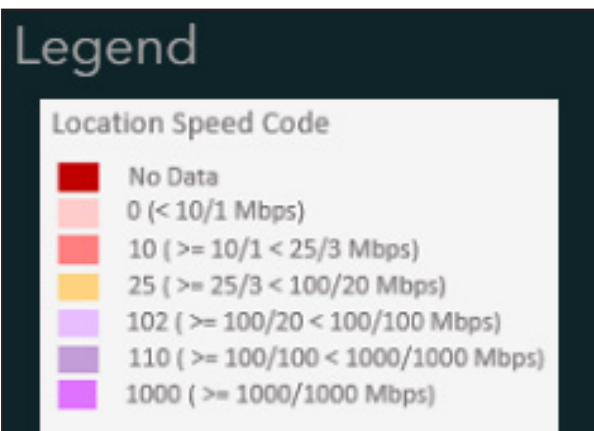 Legend
Location Speed Code
No Data
0 (< 10/1 Mbps)
10 ( >= 10/1 < 25/3 Mbps)
25 ( >= 25/3 < 100/20 Mbps)
102 ( >= 100/20 < 100/100 Mbps)
110 ( >= 100/100 < 1000/1000 Mbps)
1000 ( >= 1000/1000 Mbps)